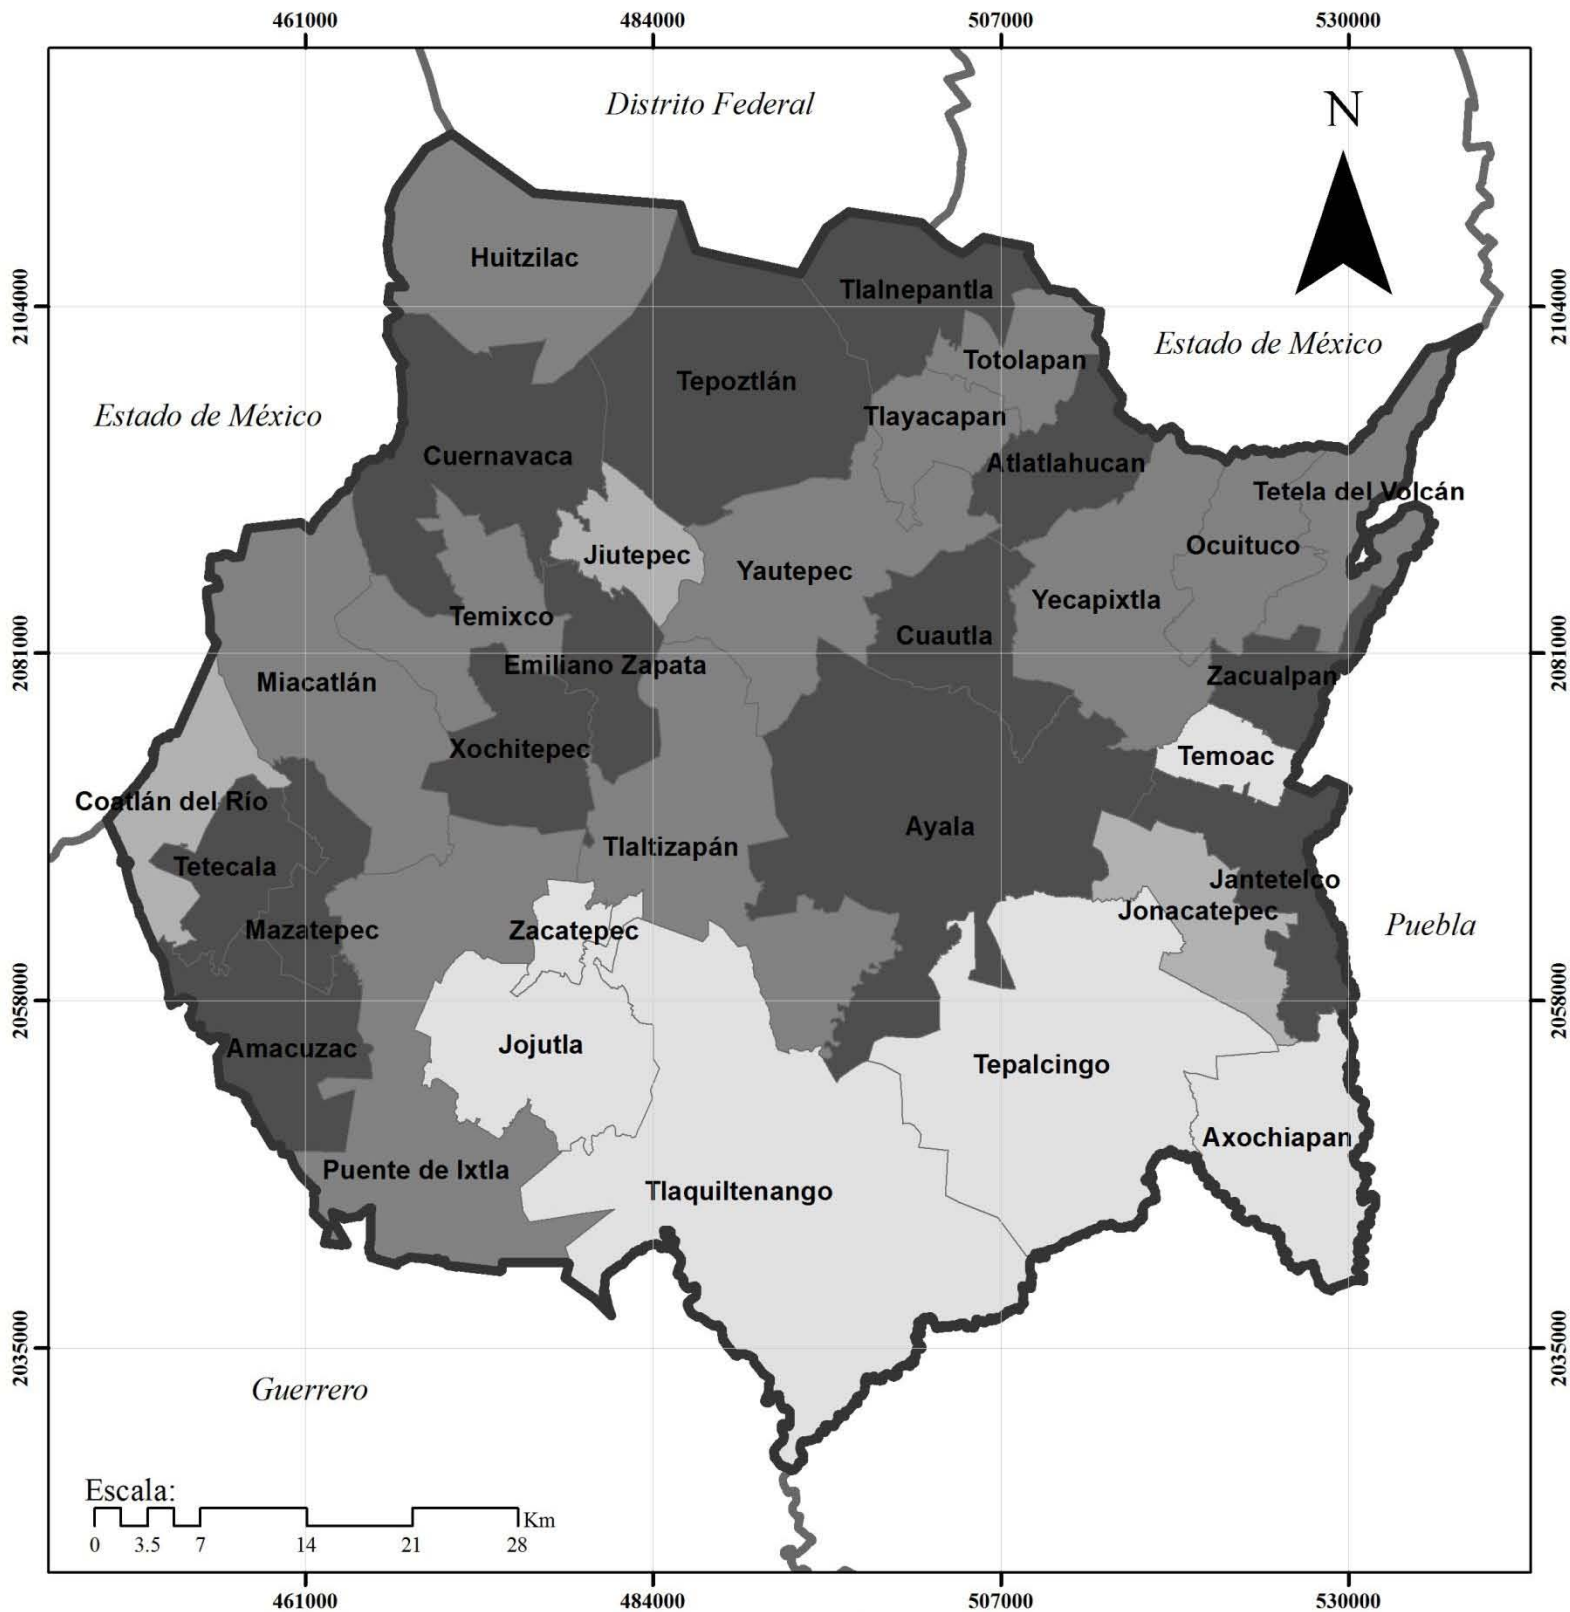 461000 484000 507000 530000
Distrito Federal
N
Huitzilac
Tlalnepantla
2104000 2104000
Estado de México
Totolapan
Tepoztlán
Estado de México
Tlayacapan
Cuernavaca
Atlatlahucan
Tetela del Volcán
Ocuituco
Jiutepec
Yautepec
Yecapixtla
Temixco
Cuautla
2081000 2081000
Emiliano Zapata
Zacualpan
Miacatlán
Xochitepec
Temoac
Coatlán del Río
Ayala
Tlaltizapán
Tetecala
Jantetelco
Jonacatepec
Puebla
Mazatepec
Zacatepec
2058000 2058000
Jojutla
Amacuzac
Tepalcingo
Axochiapan
Puente de Ixtla
Tlaquiltenango
2035000 2035000
Guerrero
Escala:
Km
0 3.5 7 14 21 28
461000 484000 507000 530000